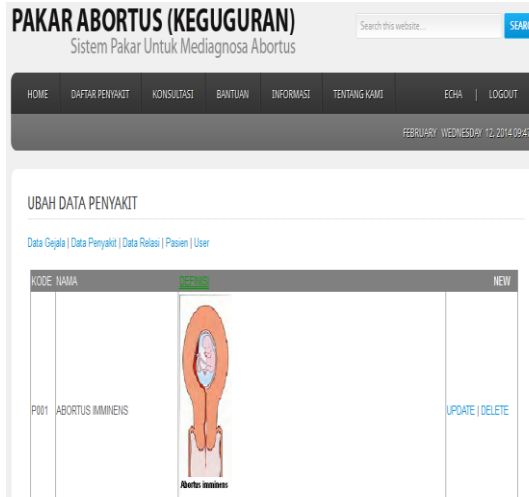 PAKAR ABORTUS (KEGUGURAN)
Sistem Pakar Untuk Mediagnosa Abortus
Search this website...
SEAR
HOME DAFTAR PENYAKIT KONSULTASI BANTUAN INFORMASI TENTANG KAMI ECHA | LOGOUT
FEBRUARY WEDNESDAY 12, 2014 09:47
UBAH DATA PENYAKIT
Data Gejala | Data Penyakit | Data Relasi | Pasien | User
KODE NAMA DEFINISI NEW
P001 ABORTUS IMMINENS UPDATE | DELETE
Abortus imminens